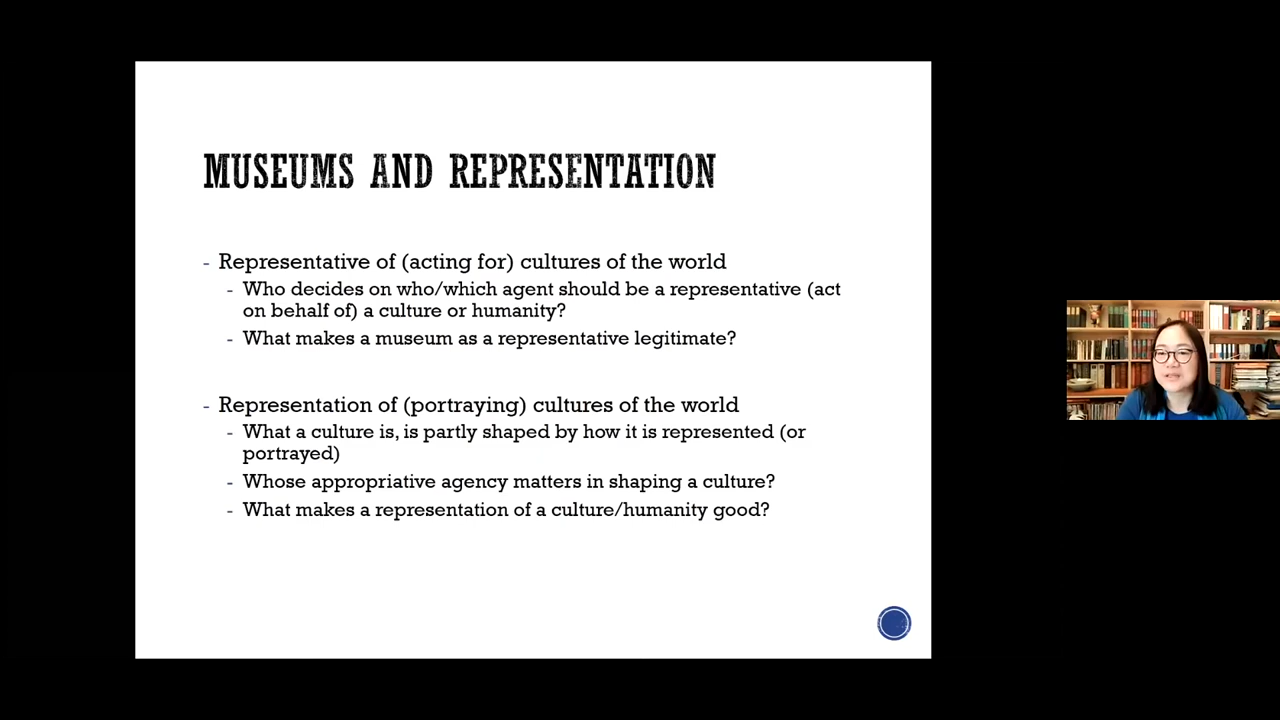 MUSEUMS AND REPRESENTATION
- Representative of (acting for) cultures of the world
- Who decides on who/which agent should be a representative (act
on behalf of) a culture or humanity?
- What makes a museum as a representative legitimate?
- Representation of (portraying) cultures of the world
- What a culture is, is partly shaped by how it is represented (or
portrayed)
- Whose appropriative agency matters in shaping a culture?
- What makes a representation of a culture/humanity good?